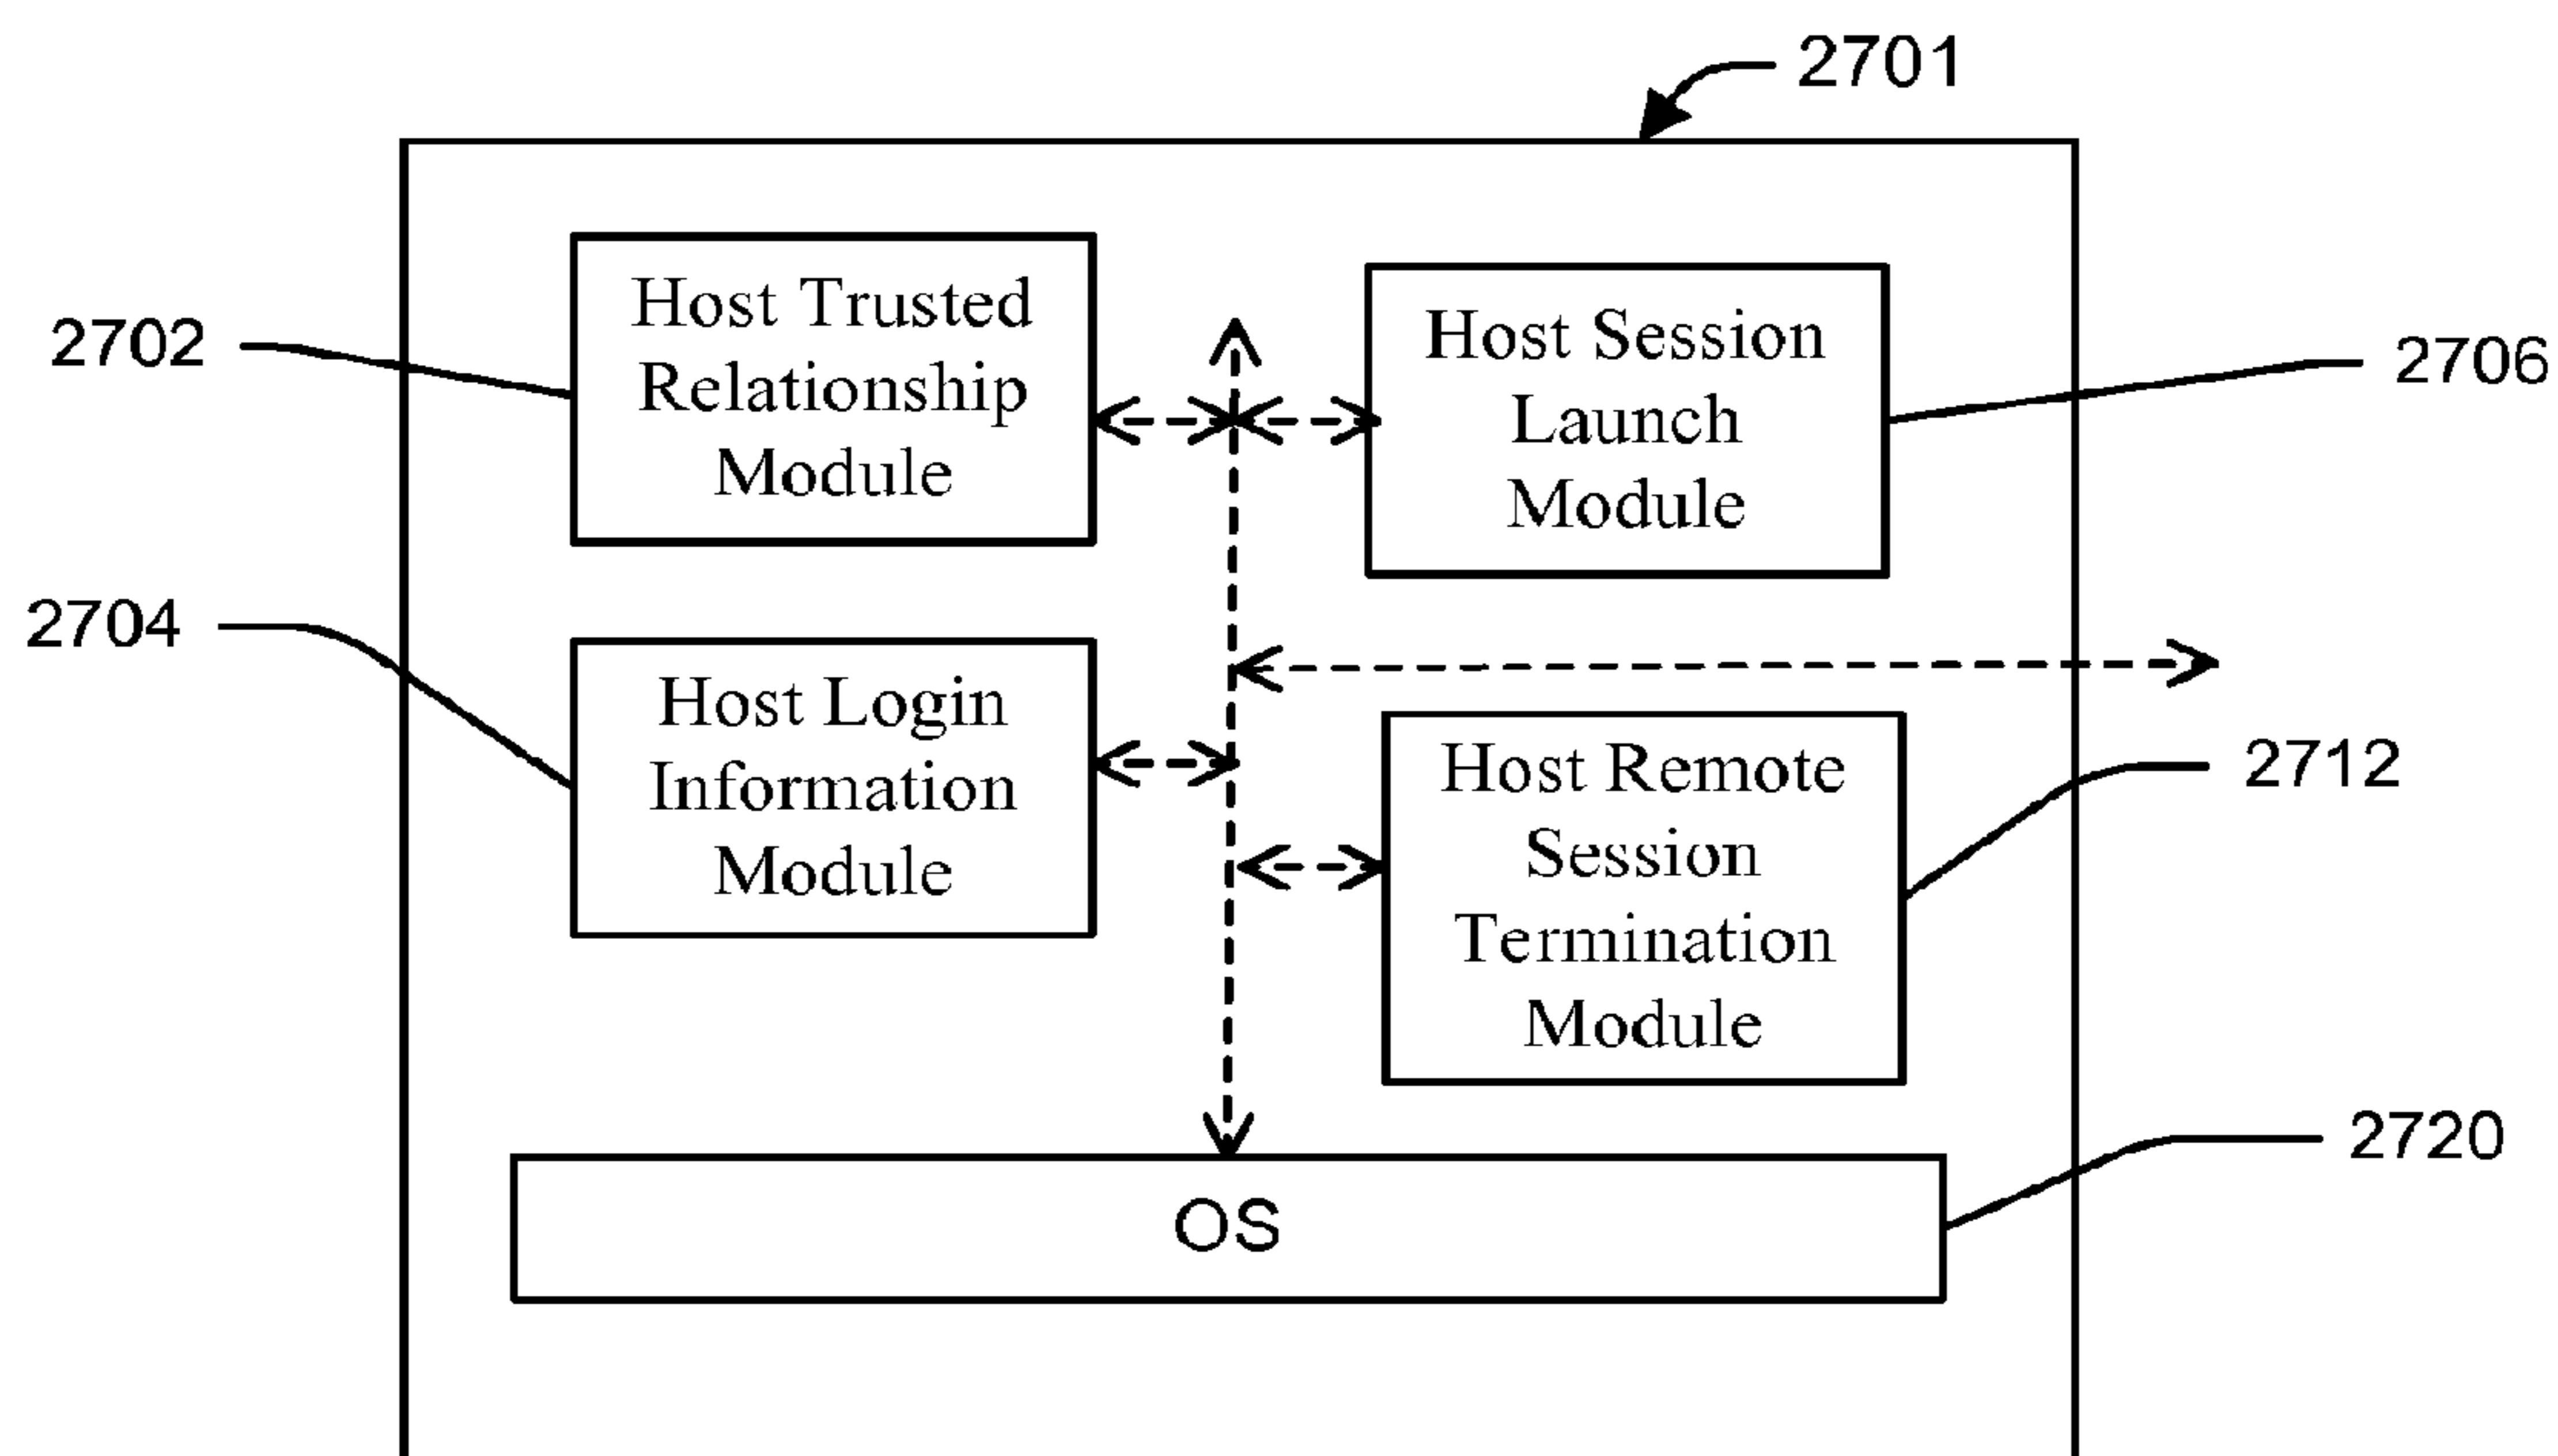 2701
Host Trusted
Relationship
Module
2702
Host Session
Launch
Module
2706
2704
Host Login
Information
Module
Host Remote
Session
Termination
Module
2712
2720
OS